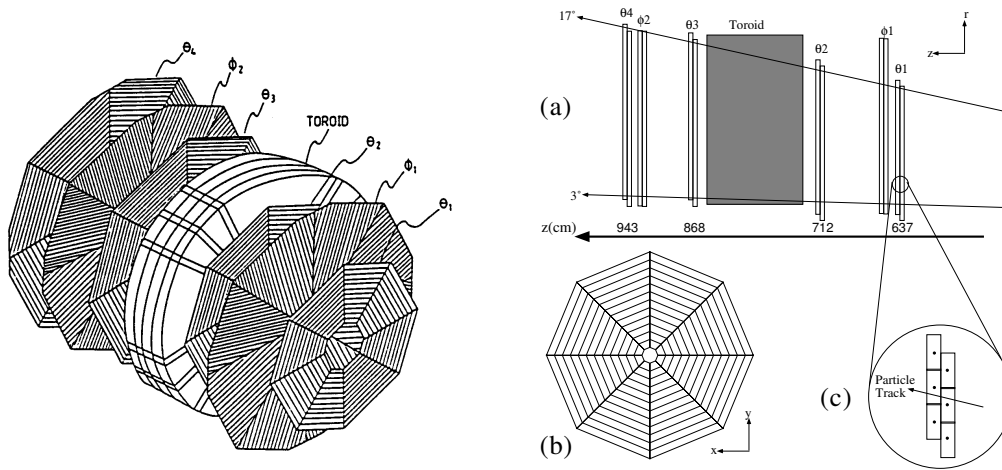 θ4
ϕ2
θ3
TOROID
θ2
ϕ1
θ1
17°
θ4
ϕ2
θ3
Toroid
θ2
ϕ1
θ1
r
z
(a)
3°
z(cm)
943
868
712
637
(b)
x
y
Particle
Track
(c)